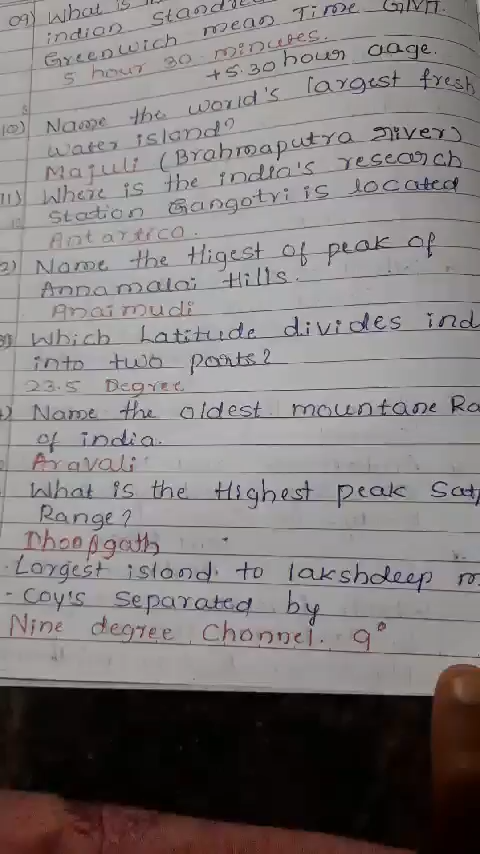 09) What is
indian Stand
Greenwich mean Time GMT.
5 hour 30 minutes.
+5.30 hour aage.
10) Name the world's largest fresh
water island?
Majuli (Brahmaputra river)
11) Where is the india's research
Station Gangotri is located
Antartica.
2) Name the Higest of peak of
Annamalai Hills.
Anaimudi
Which Latitude divides ind
into two parts?
23.5 Degree
Name the oldest mountane Ra
of india.
Aravali
What is the Highest peak Sat
Range?
Dhoopgath
Largest island to lakshdeep m
- coy's separated by
Nine degree Channel. 9°